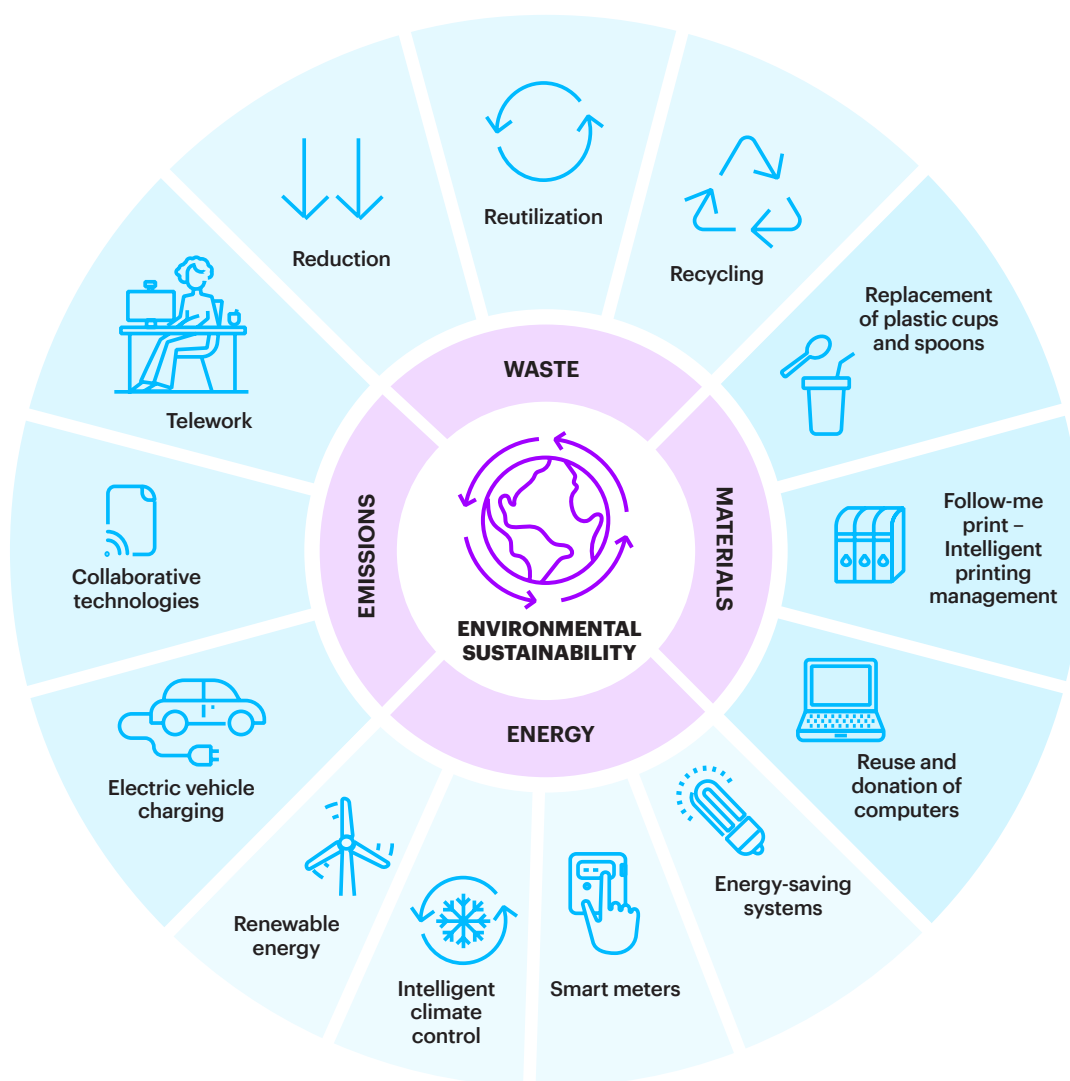 Reutilization
Reduction
Recycling
Replacement
of plastic cups
and spoons
Telework
WASTE
Follow-me
print –
Intelligent
printing
management
EMISSIONS
MATERIALS
Collaborative
technologies
ENVIRONMENTAL
SUSTAINABILITY
ENERGY
Reuse and
donation of
computers
Electric vehicle
charging
Energy-saving
systems
Renewable
energy
Intelligent
climate
control
Smart meters